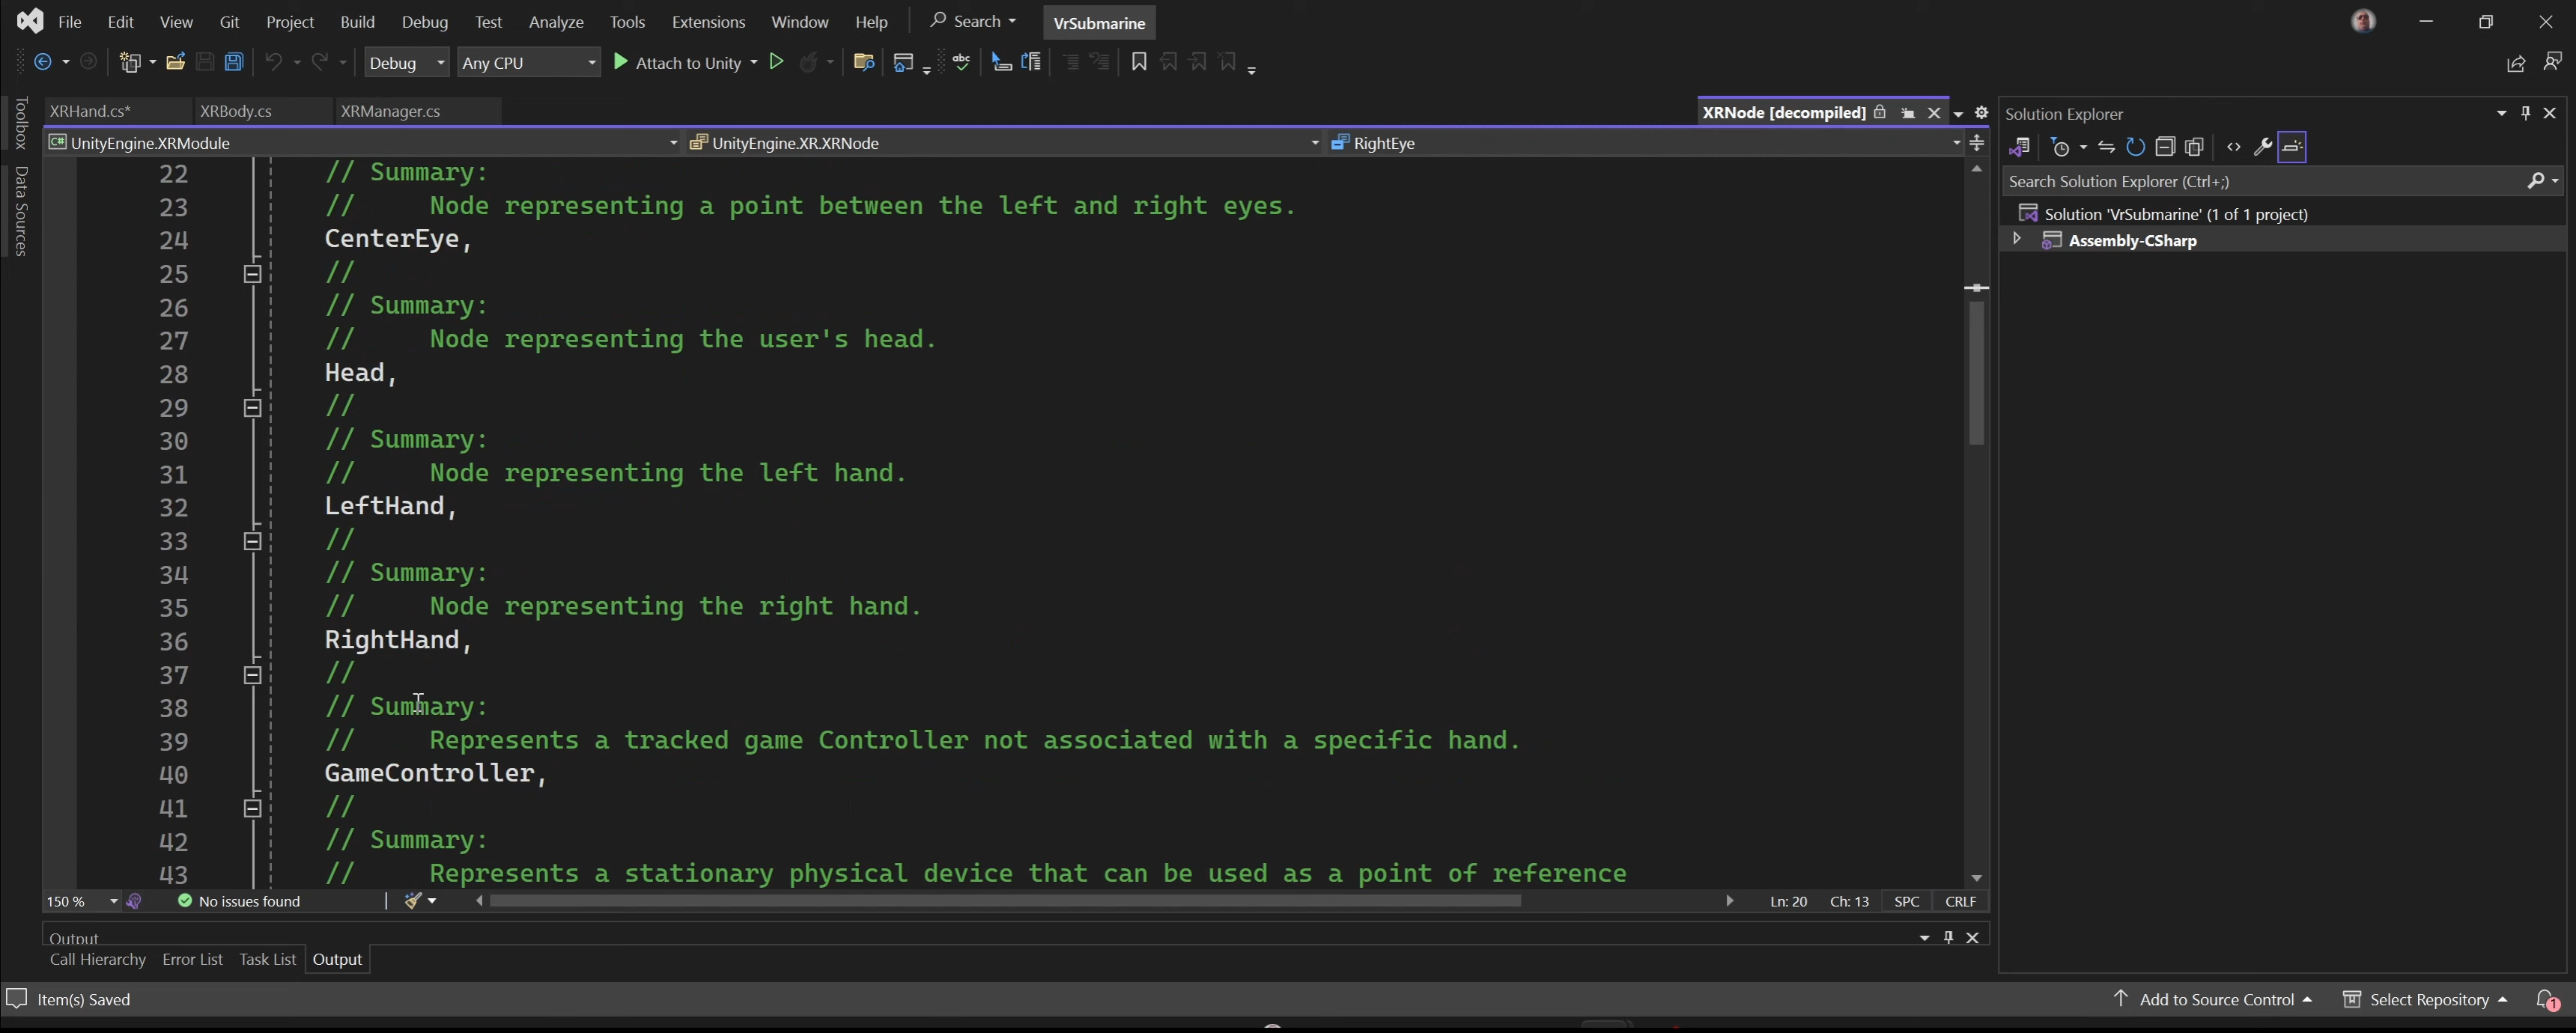 File Edit View Git Project Build Debug Test Analyze Tools Extensions Window Help Search VrSubmarine
Debug Any CPU Attach to Unity
Toolbox
Data Sources
XRHand.cs* XRBody.cs XRManager.cs XRNode [decompiled]
UnityEngine.XRModule UnityEngine.XR.XRNode RightEye
22 // Summary:
23 // Node representing a point between the left and right eyes.
24 CenterEye,
25 //
26 // Summary:
27 // Node representing the user's head.
28 Head,
29 //
30 // Summary:
31 // Node representing the left hand.
32 LeftHand,
33 //
34 // Summary:
35 // Node representing the right hand.
36 RightHand,
37 //
38 // Summary:
39 // Represents a tracked game Controller not associated with a specific hand.
40 GameController,
41 //
42 // Summary:
43 // Represents a stationary physical device that can be used as a point of reference
150 % No issues found Ln: 20 Ch: 13 SPC CRLF
Output
Call Hierarchy Error List Task List Output
Solution Explorer
Search Solution Explorer (Ctrl+;)
Solution 'VrSubmarine' (1 of 1 project)
Assembly-CSharp
Item(s) Saved Add to Source Control Select Repository 1